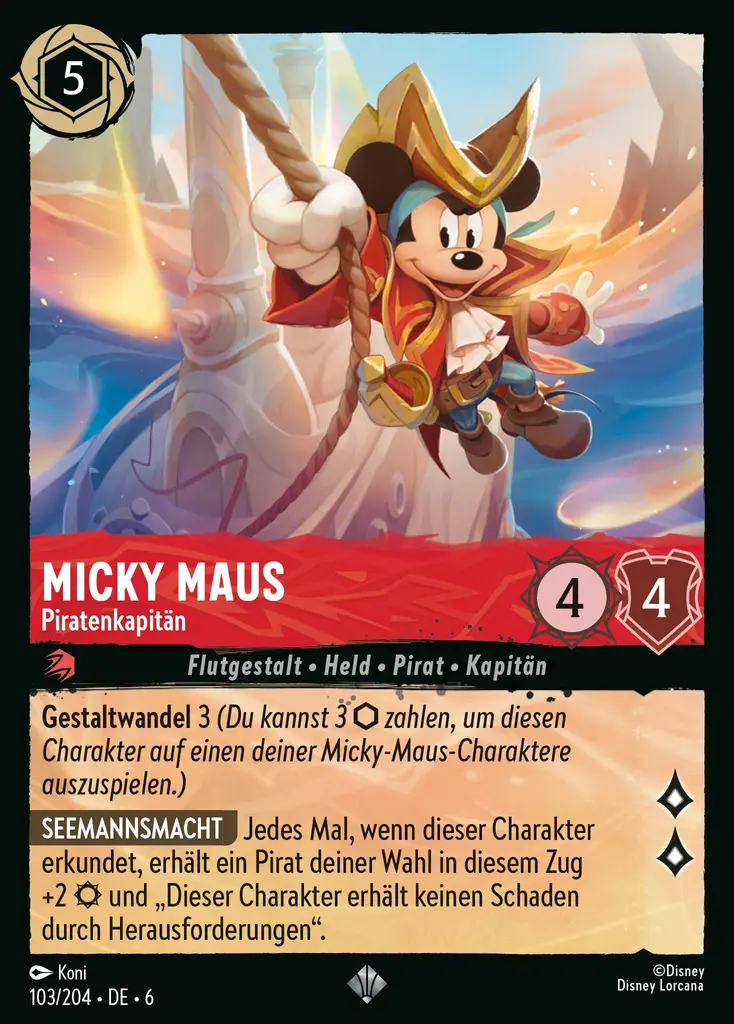 5
MICKY MAUS
Piratenkapitän
4
4
Flutgestalt • Held • Pirat • Kapitän
Gestaltwandel 3 (Du kannst 3 zahlen, um diesen
Charakter auf einen deiner Micky-Maus-Charaktere
auszuspielen.)
SEEMANNSMACHT Jedes Mal, wenn dieser Charakter
erkundet, erhält ein Pirat deiner Wahl in diesem Zug
+2 und „Dieser Charakter erhält keinen Schaden
durch Herausforderungen“.
Koni
103/204 • DE • 6
©Disney
Disney Lorcana